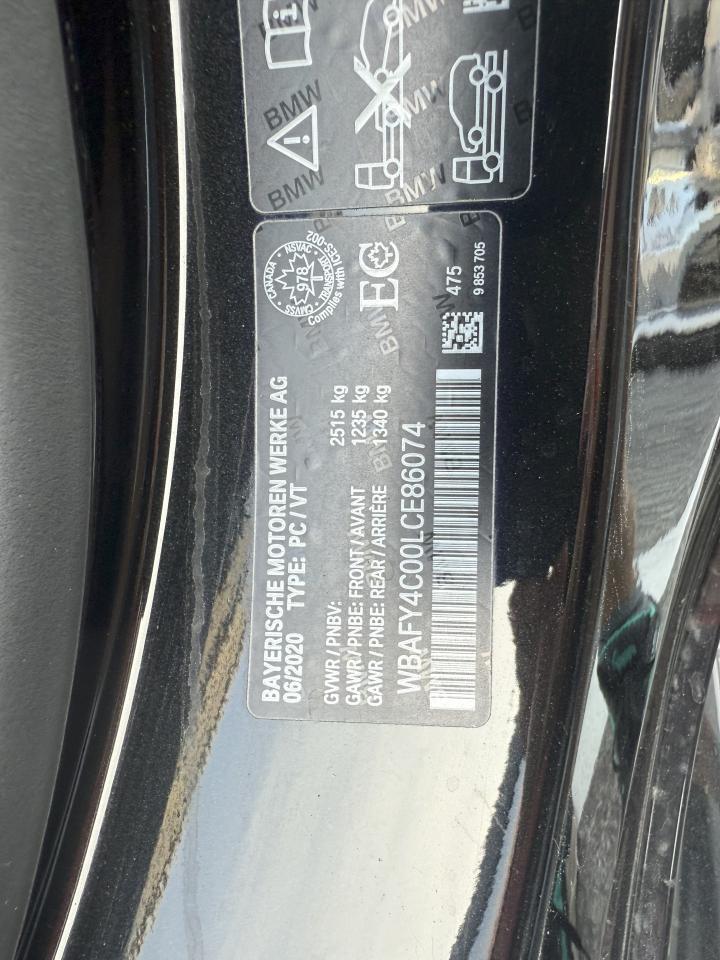 BMW
BMW
BMW
BMW
CANADA
CMVSS
NSVAC
TRANSPORT
978
Complies with ICES-002
EC
BMW
BAYERISCHE MOTOREN WERKE AG
06/2020 TYPE: PC/VT
GVWR/PNBV: 2515 kg
GAWR/PNBE: FRONT/AVANT 1235 kg
GAWR/PNBE: REAR/ARRIÈRE 1340 kg
WBAFY4C00LCE86074
475
9 853 705